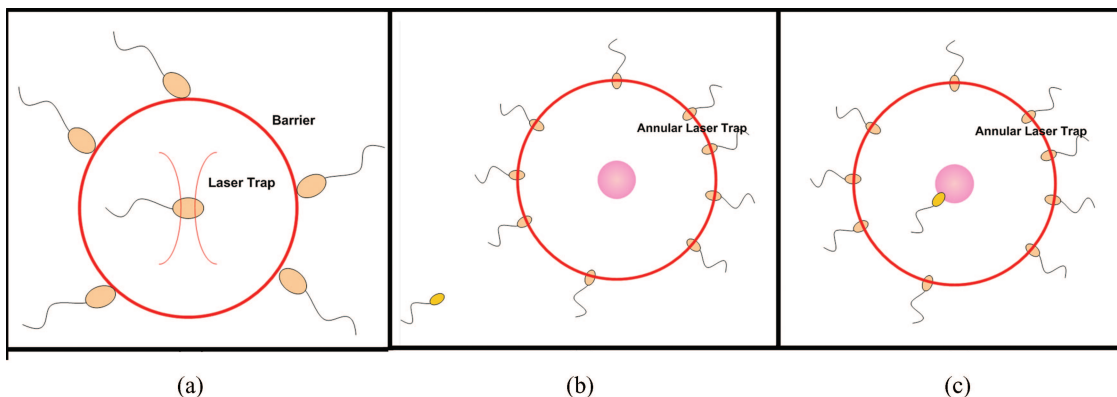 Barrier
Laser Trap
Annular Laser Trap
Annular Laser Trap
(a)
(b)
(c)